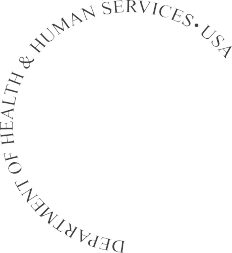 DEPARTMENT OF HEALTH & HUMAN SERVICES • USA